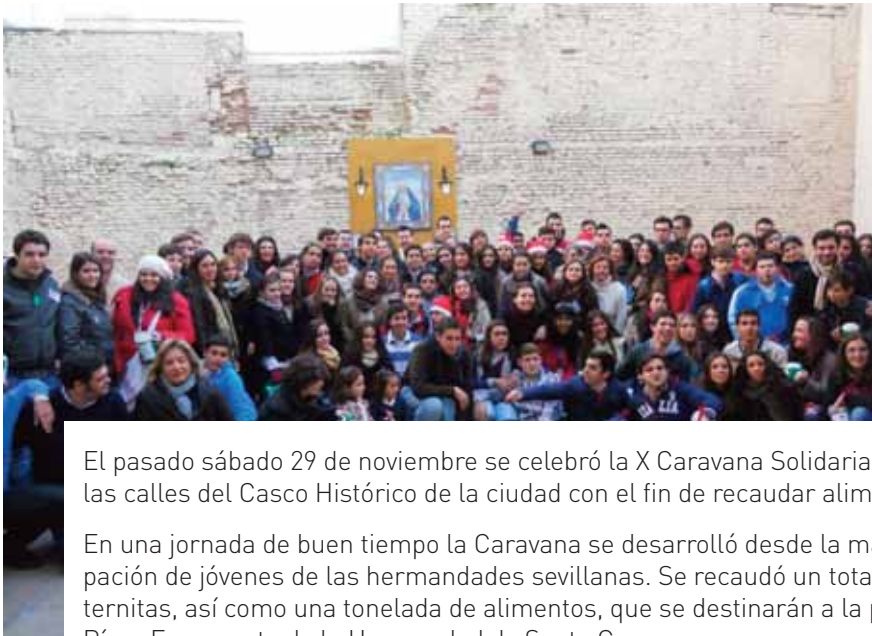 El pasado sábado 29 de noviembre se celebró la X Caravana Solidaria
las calles del Casco Histórico de la ciudad con el fin de recaudar alim
En una jornada de buen tiempo la Caravana se desarrolló desde la ma
pación de jóvenes de las hermandades sevillanas. Se recaudó un tota
ternitas, así como una tonelada de alimentos, que se destinarán a la p